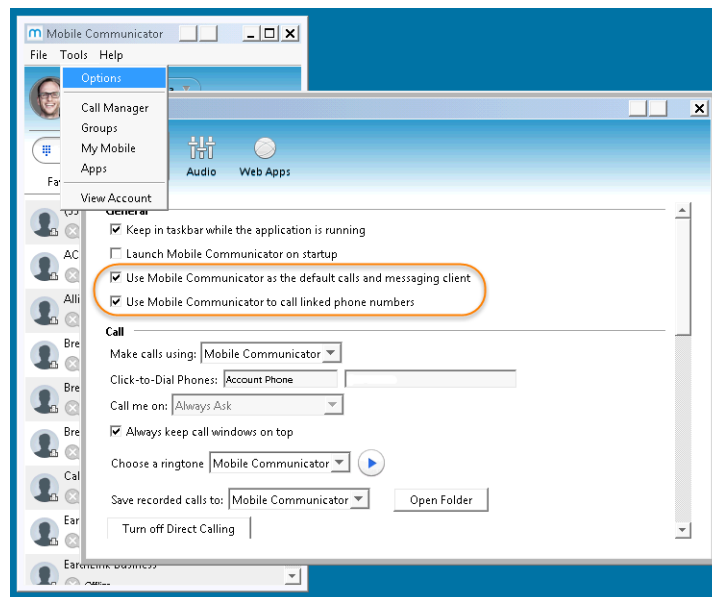 Mobile Communicator
File Tools Help
Options
Call Manager
Groups
My Mobile
Apps
View Account
Audio
Web Apps
General
Keep in taskbar while the application is running
Launch Mobile Communicator on startup
Use Mobile Communicator as the default calls and messaging client
Use Mobile Communicator to call linked phone numbers
Call
Make calls using: Mobile Communicator
Click-to-Dial Phones: Account Phone
Call me on: Always Ask
Always keep call windows on top
Choose a ringtone Mobile Communicator
Save recorded calls to: Mobile Communicator Open Folder
Turn off Direct Calling
AC
Alli
Bre
Bre
Bre
Cal
Ear
EarthLink Business
Offline